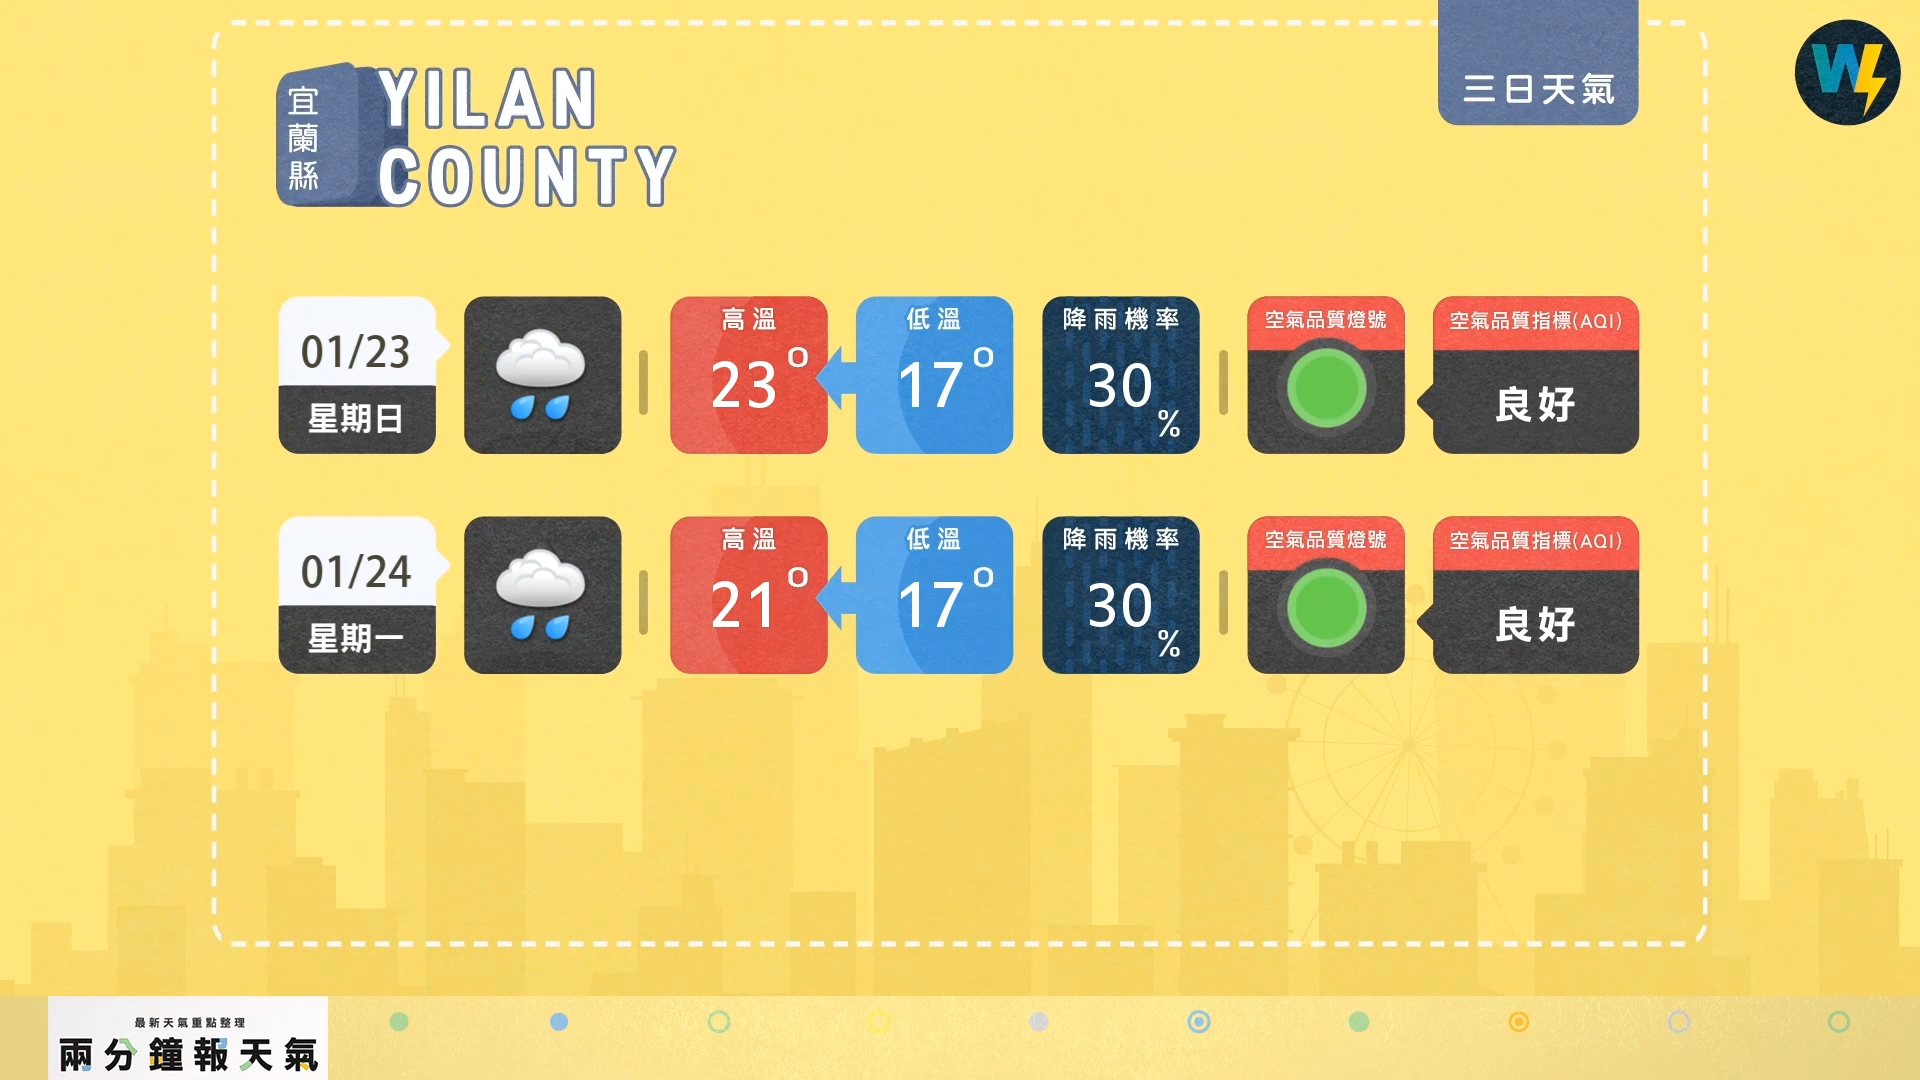 宜蘭縣
YILAN
COUNTY
三日天氣
W
01/23
星期日
高溫
23°
低溫
17°
降雨機率
30%
空氣品質燈號
空氣品質指標(AQI)
良好
01/24
星期一
高溫
21°
低溫
17°
降雨機率
30%
空氣品質燈號
空氣品質指標(AQI)
良好
最新天氣重點整理
兩分鐘報天氣